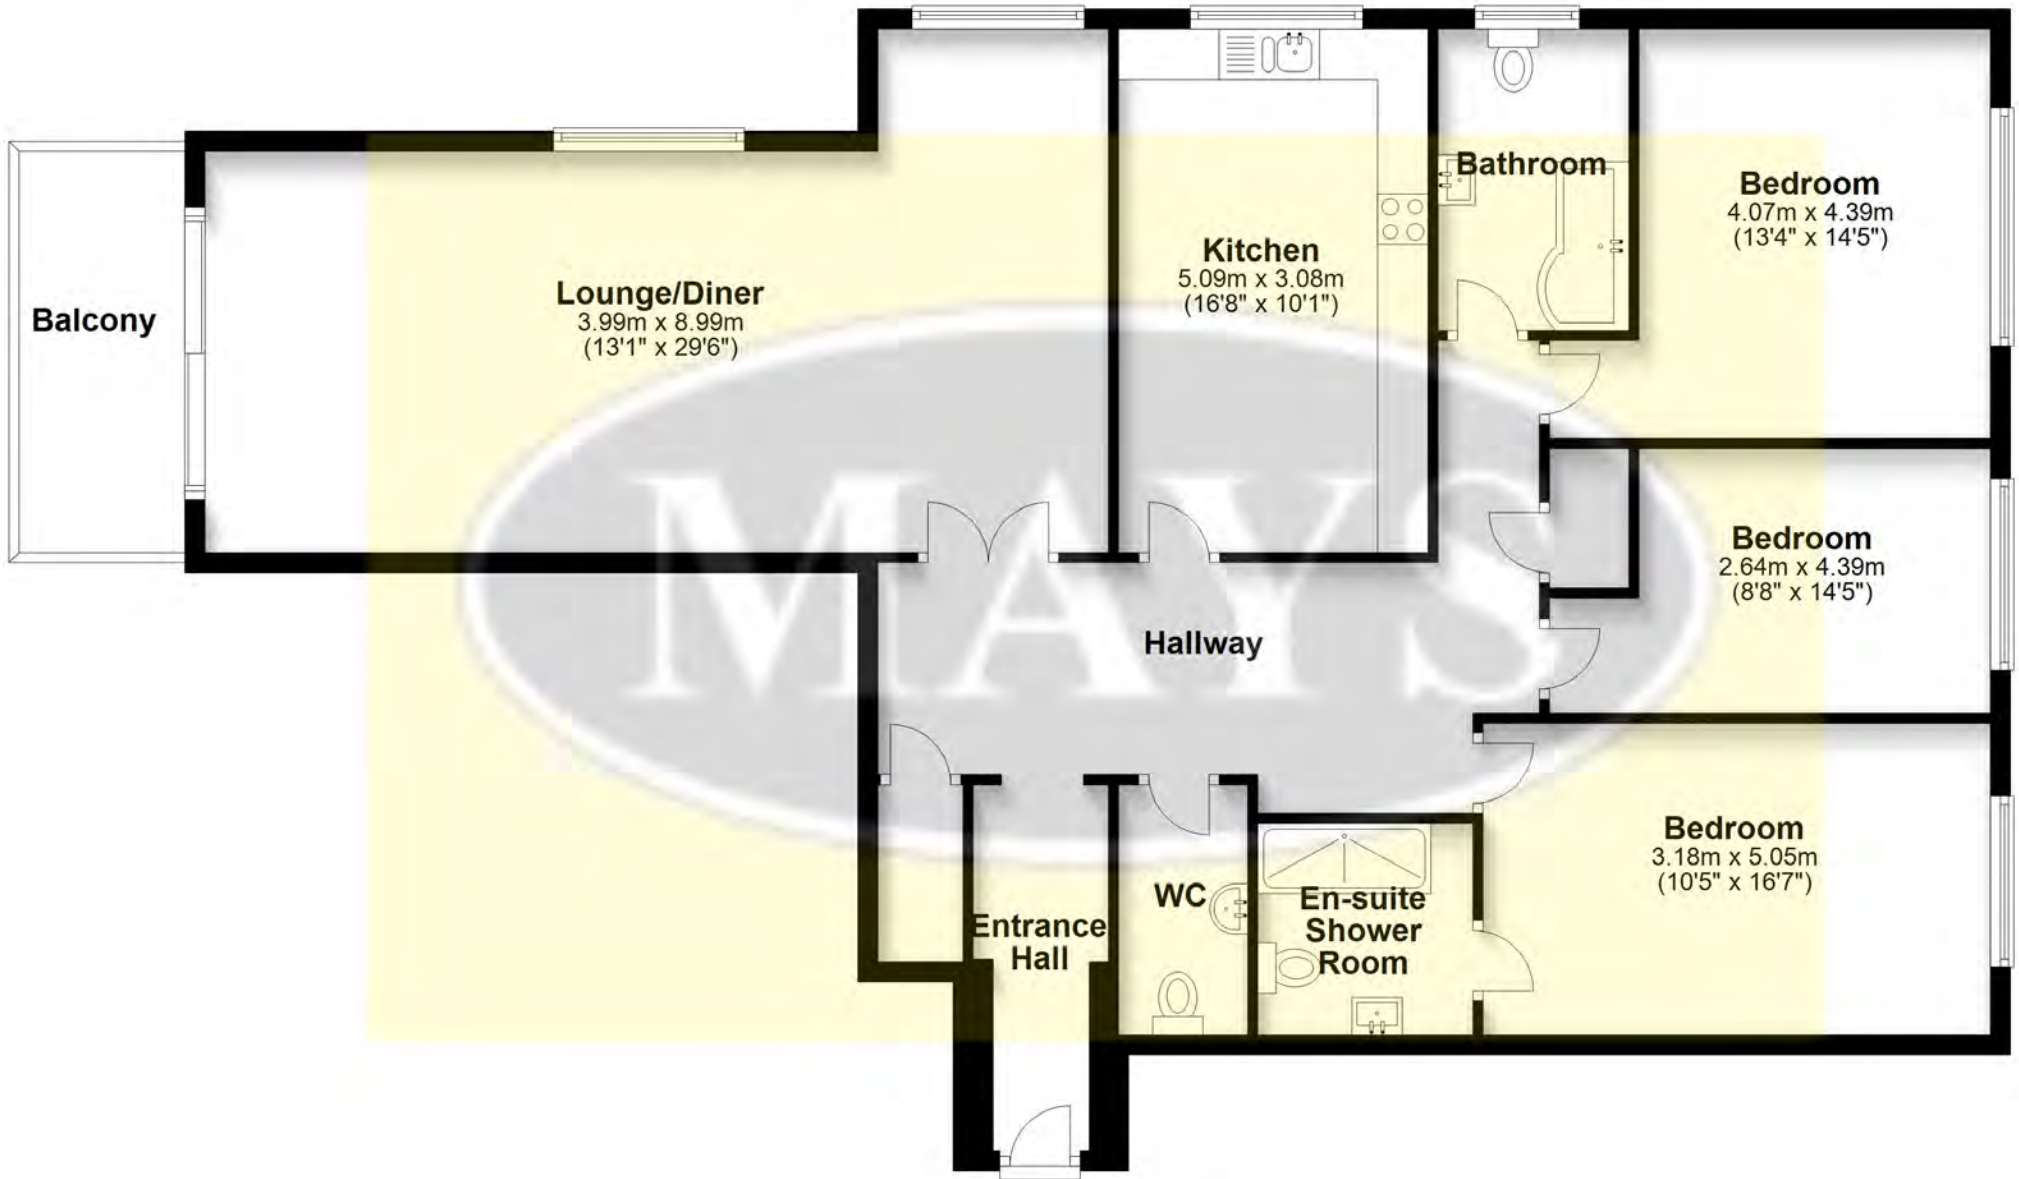 Bathroom
Bedroom
4.07m x 4.39m
(13'4" x 14'5")
Kitchen
5.09m x 3.08m
(16'8" x 10'1")
Lounge/Diner
3.99m x 8.99m
(13'1" x 29'6")
Balcony
MAYS
Bedroom
2.64m x 4.39m
(8'8" x 14'5")
Hallway
Bedroom
3.18m x 5.05m
(10'5" x 16'7")
WC
En-suite
Shower
Room
Entrance
Hall